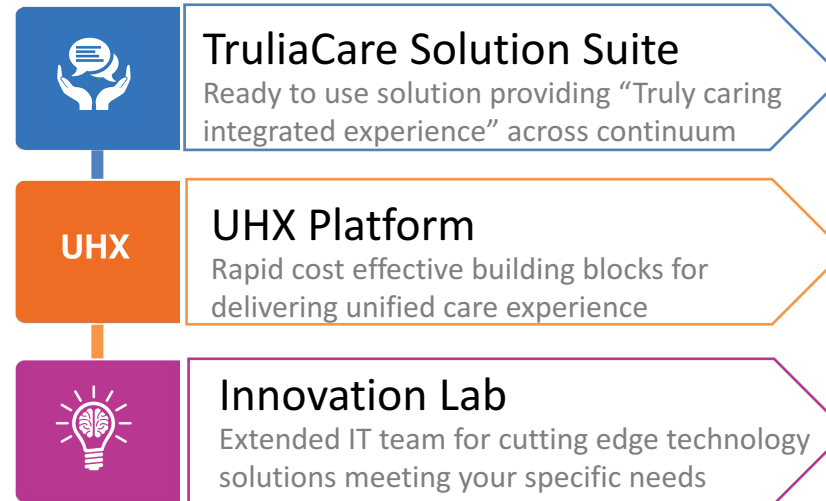 TruliaCare Solution Suite
Ready to use solution providing “Truly caring
integrated experience” across continuum
UHX
UHX Platform
Rapid cost effective building blocks for
delivering unified care experience
Innovation Lab
Extended IT team for cutting edge technology
solutions meeting your specific needs